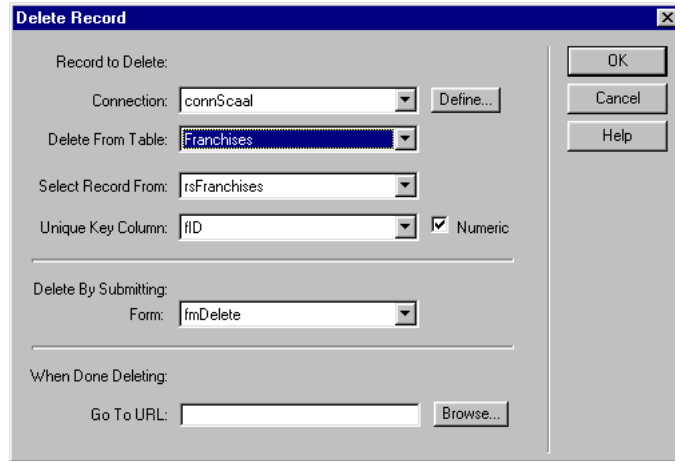 Delete Record
Record to Delete:
OK
Connection: connScaal Define...
Cancel
Delete From Table: Franchises
Help
Select Record From: rsFranchises
Unique Key Column: fID Numeric
Delete By Submitting:
Form: fmDelete
When Done Deleting:
Go To URL: Browse...